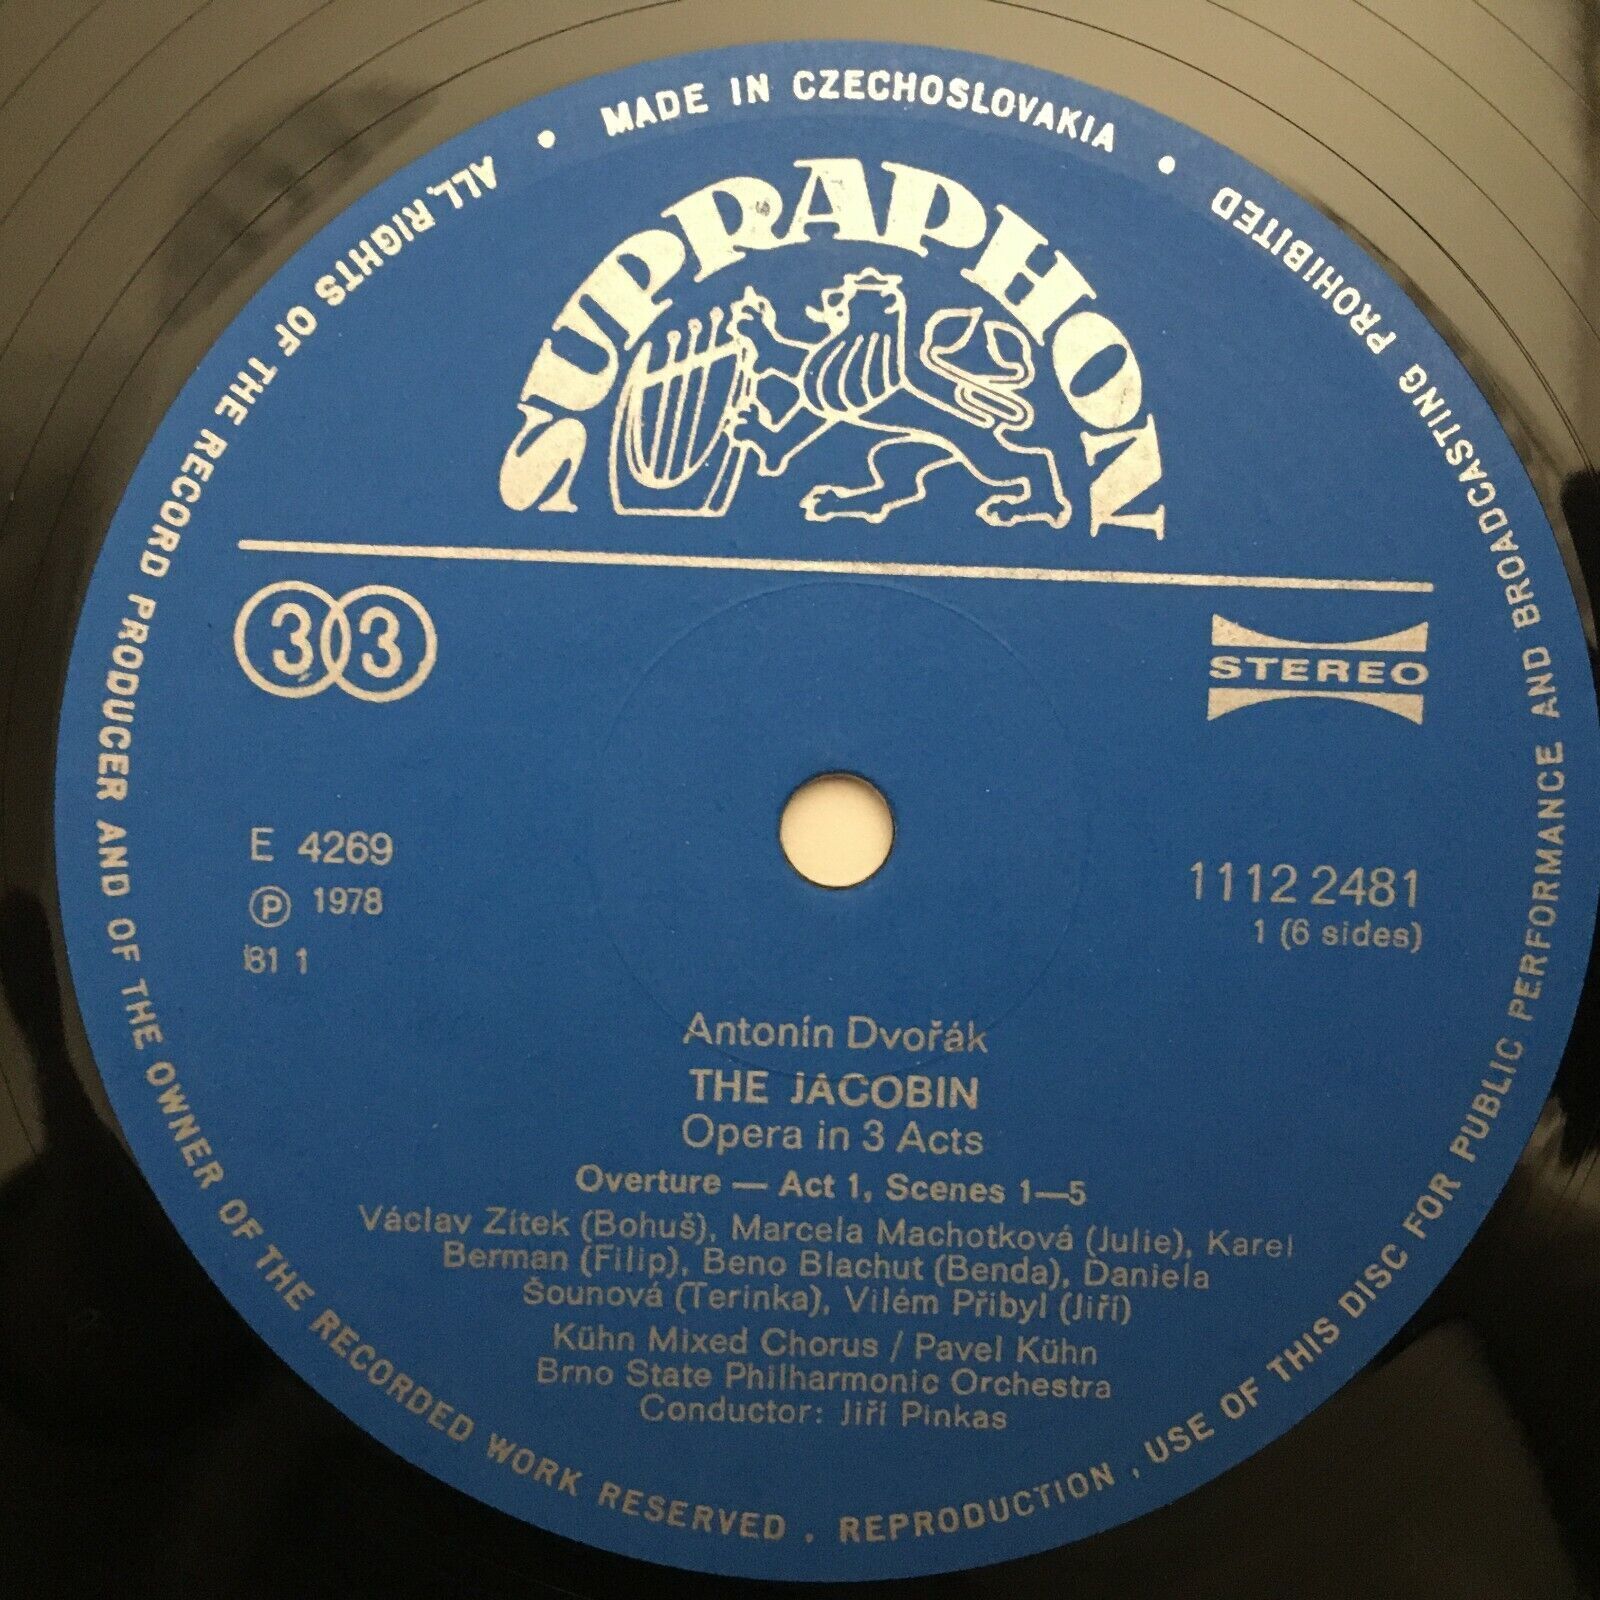 MADE IN CZECHOSLOVAKIA
SUPRAPHON
33
STEREO
E 4269
1112 2481
℗ 1978
1 (6 sides)
81 1
Antonín Dvořák
THE JACOBIN
Opera in 3 Acts
Overture — Act 1, Scenes 1—5
Václav Zítek (Bohuš), Marcela Machotková (Julie), Karel
Berman (Filip), Beno Blachut (Benda), Daniela
Šounová (Terinka), Vilém Přibyl (Jiří)
Kühn Mixed Chorus / Pavel Kühn
Brno State Philharmonic Orchestra
Conductor: Jiří Pinkas
ALL RIGHTS OF THE RECORD PRODUCER AND OF THE OWNER OF THE RECORDED WORK RESERVED . REPRODUCTION , USE OF THIS DISC FOR PUBLIC PERFORMANCE AND BROADCASTING PROHIBITED